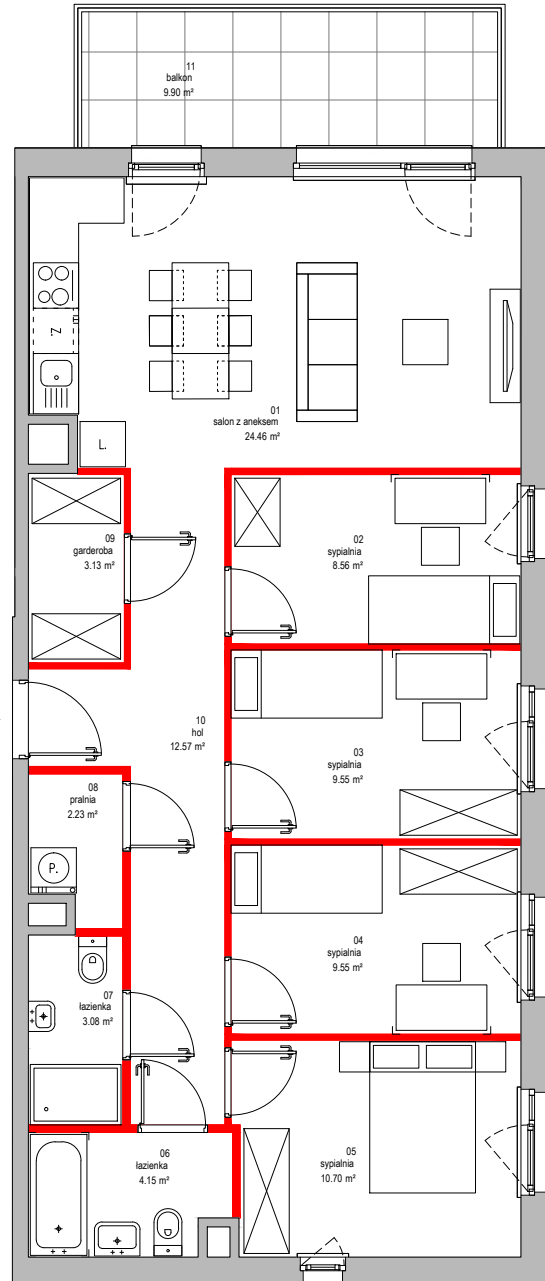 11
balkon
9.90 m²
Z.
01
salon z aneksem
24.46 m²
L.
09
garderoba
3.13 m²
02
sypialnia
8.56 m²
10
hol
12.57 m²
03
sypialnia
9.55 m²
08
pralnia
2.23 m²
P.
04
sypialnia
9.55 m²
07
łazienka
3.08 m²
06
łazienka
4.15 m²
05
sypialnia
10.70 m²